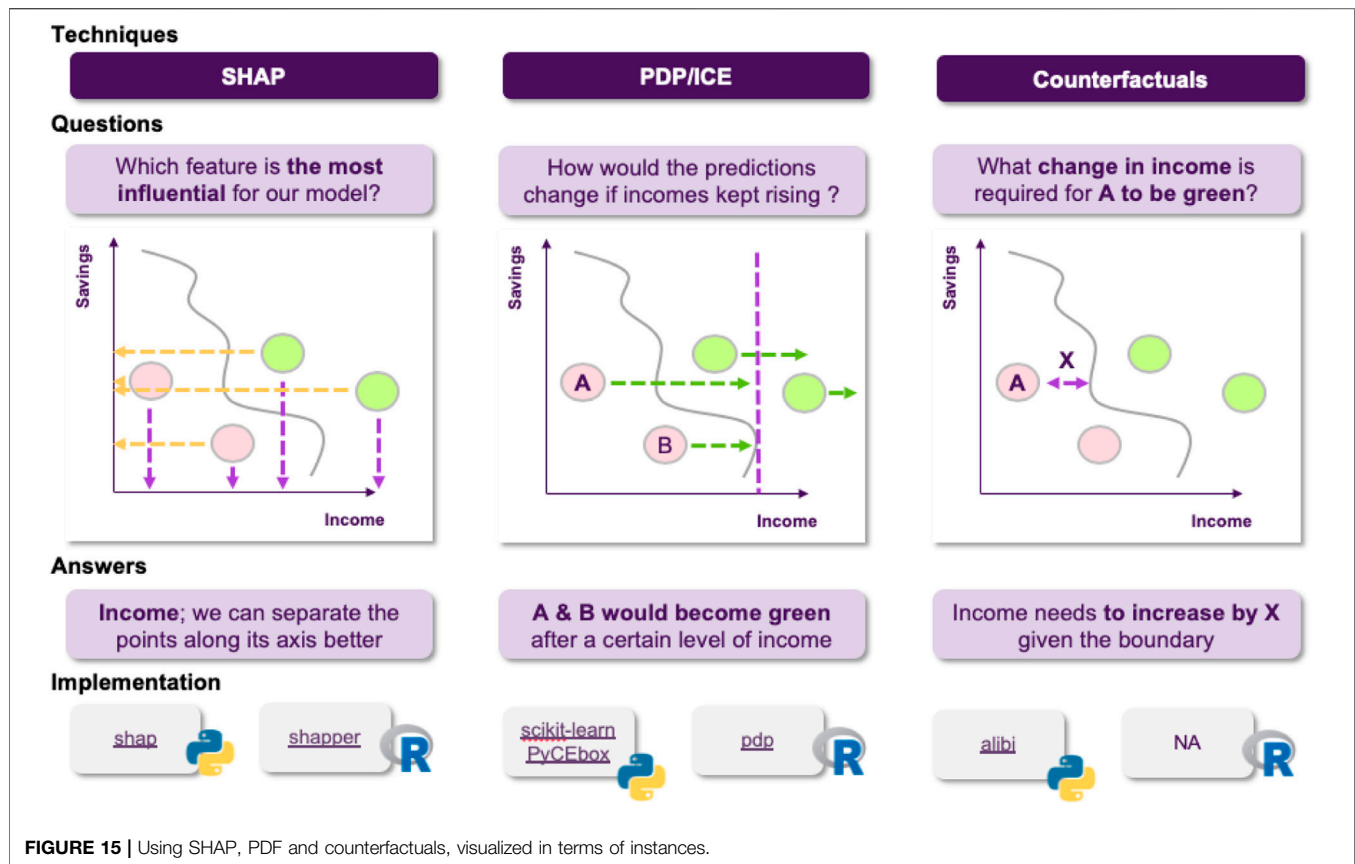 Techniques
SHAP
PDP/ICE
Counterfactuals
Questions
Which feature is the most
influential for our model?
How would the predictions
change if incomes kept rising ?
What change in income is
required for A to be green?
Savings
Income
Savings
A
B
Income
Savings
X
A
Income
Answers
Income; we can separate the
points along its axis better
A & B would become green
after a certain level of income
Income needs to increase by X
given the boundary
Implementation
shap
shapper
R
scikit-learn
PyCEbox
pdp
R
alibi
NA
R
FIGURE 15 | Using SHAP, PDF and counterfactuals, visualized in terms of instances.